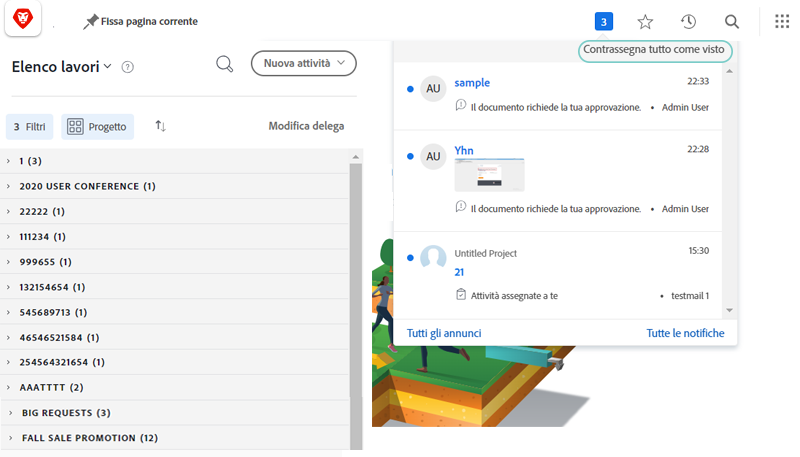 Fissa pagina corrente
3
Contrassegna tutto come visto
Elenco lavori
?
Nuova attività
3 Filtri
Progetto
Modifica delega
1 (3)
2020 USER CONFERENCE (1)
22222 (1)
111234 (1)
999655 (1)
132154654 (1)
545689713 (1)
46546521584 (1)
254564321654 (1)
AAATTTT (2)
BIG REQUESTS (3)
FALL SALE PROMOTION (12)
AU
sample
22:33
Il documento richiede la tua approvazione. • Admin User
AU
Yhn
22:28
Il documento richiede la tua approvazione. • Admin User
Untitled Project
15:30
21
Attività assegnate a te • testmail 1
Tutti gli annunci
Tutte le notifiche